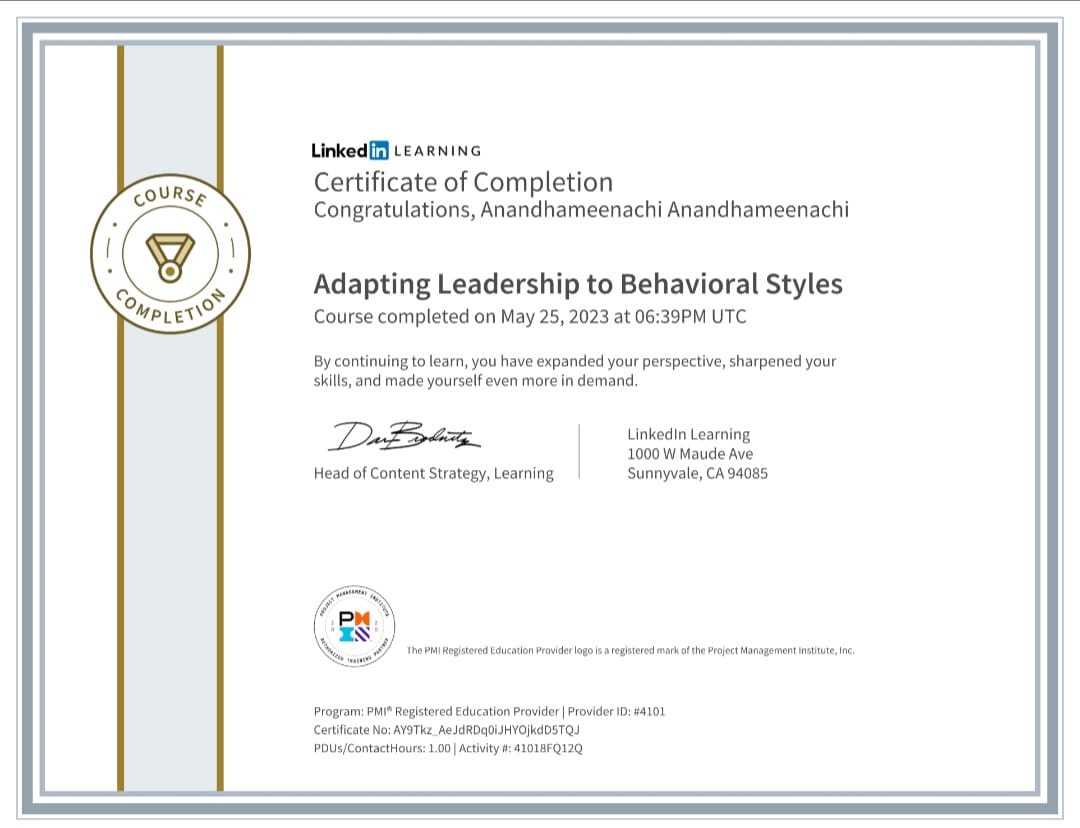 COURSE
COMPLETION
Linkedin LEARNING
Certificate of Completion
Congratulations, Anandhameenachi Anandhameenachi
Adapting Leadership to Behavioral Styles
Course completed on May 25, 2023 at 06:39PM UTC
By continuing to learn, you have expanded your perspective, sharpened your
skills, and made yourself even more in demand.
Head of Content Strategy, Learning
LinkedIn Learning
1000 W Maude Ave
Sunnyvale, CA 94085
PROJECT MANAGEMENT INSTITUTE
PM
AUTHORIZED TRAINING PARTNER
The PMI Registered Education Provider logo is a registered mark of the Project Management Institute, Inc.
Program: PMI® Registered Education Provider | Provider ID: #4101
Certificate No: AY9Tkz_AeJdRDq0iJHYOjkdD5TQJ
PDUs/ContactHours: 1.00 | Activity #: 41018FQ12Q